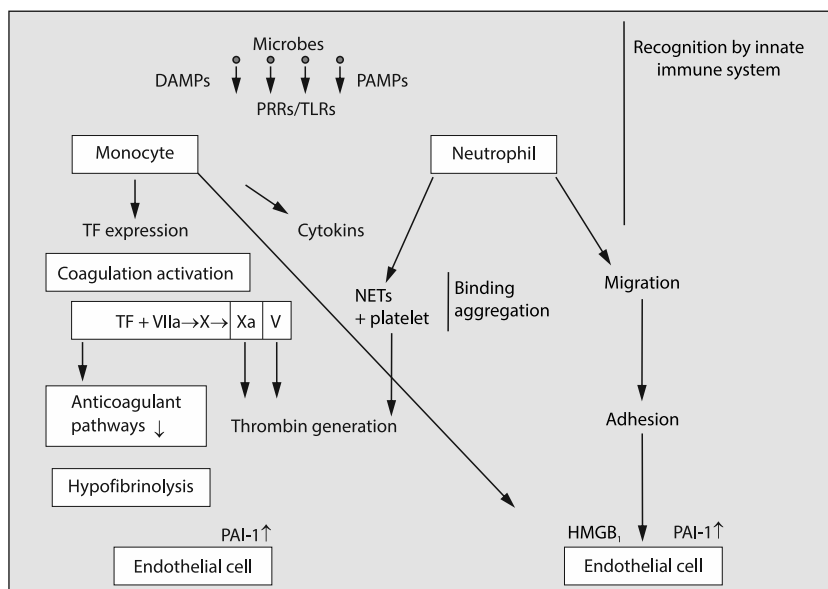 Microbes
DAMPs
PAMPs
PRRs/TLRs
Recognition by innate
immune system
Monocyte
Neutrophil
TF expression
Cytokins
Coagulation activation
TF + VIIa→X→ Xa V
NETs
+ platelet
Binding
aggregation
Migration
Anticoagulant
pathways ↓
Thrombin generation
Adhesion
Hypofibrinolysis
PAI-1↑
Endothelial cell
HMGB₁
PAI-1↑
Endothelial cell